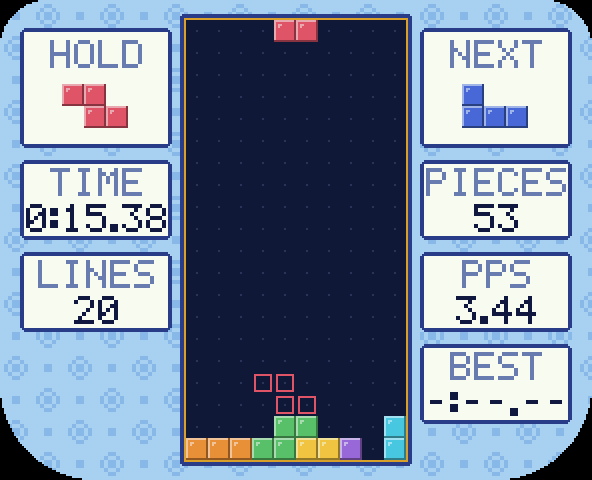 HOLD
TIME
0:15.38
LINES
20
NEXT
PIECES
53
PPS
3.44
BEST
-:--.--